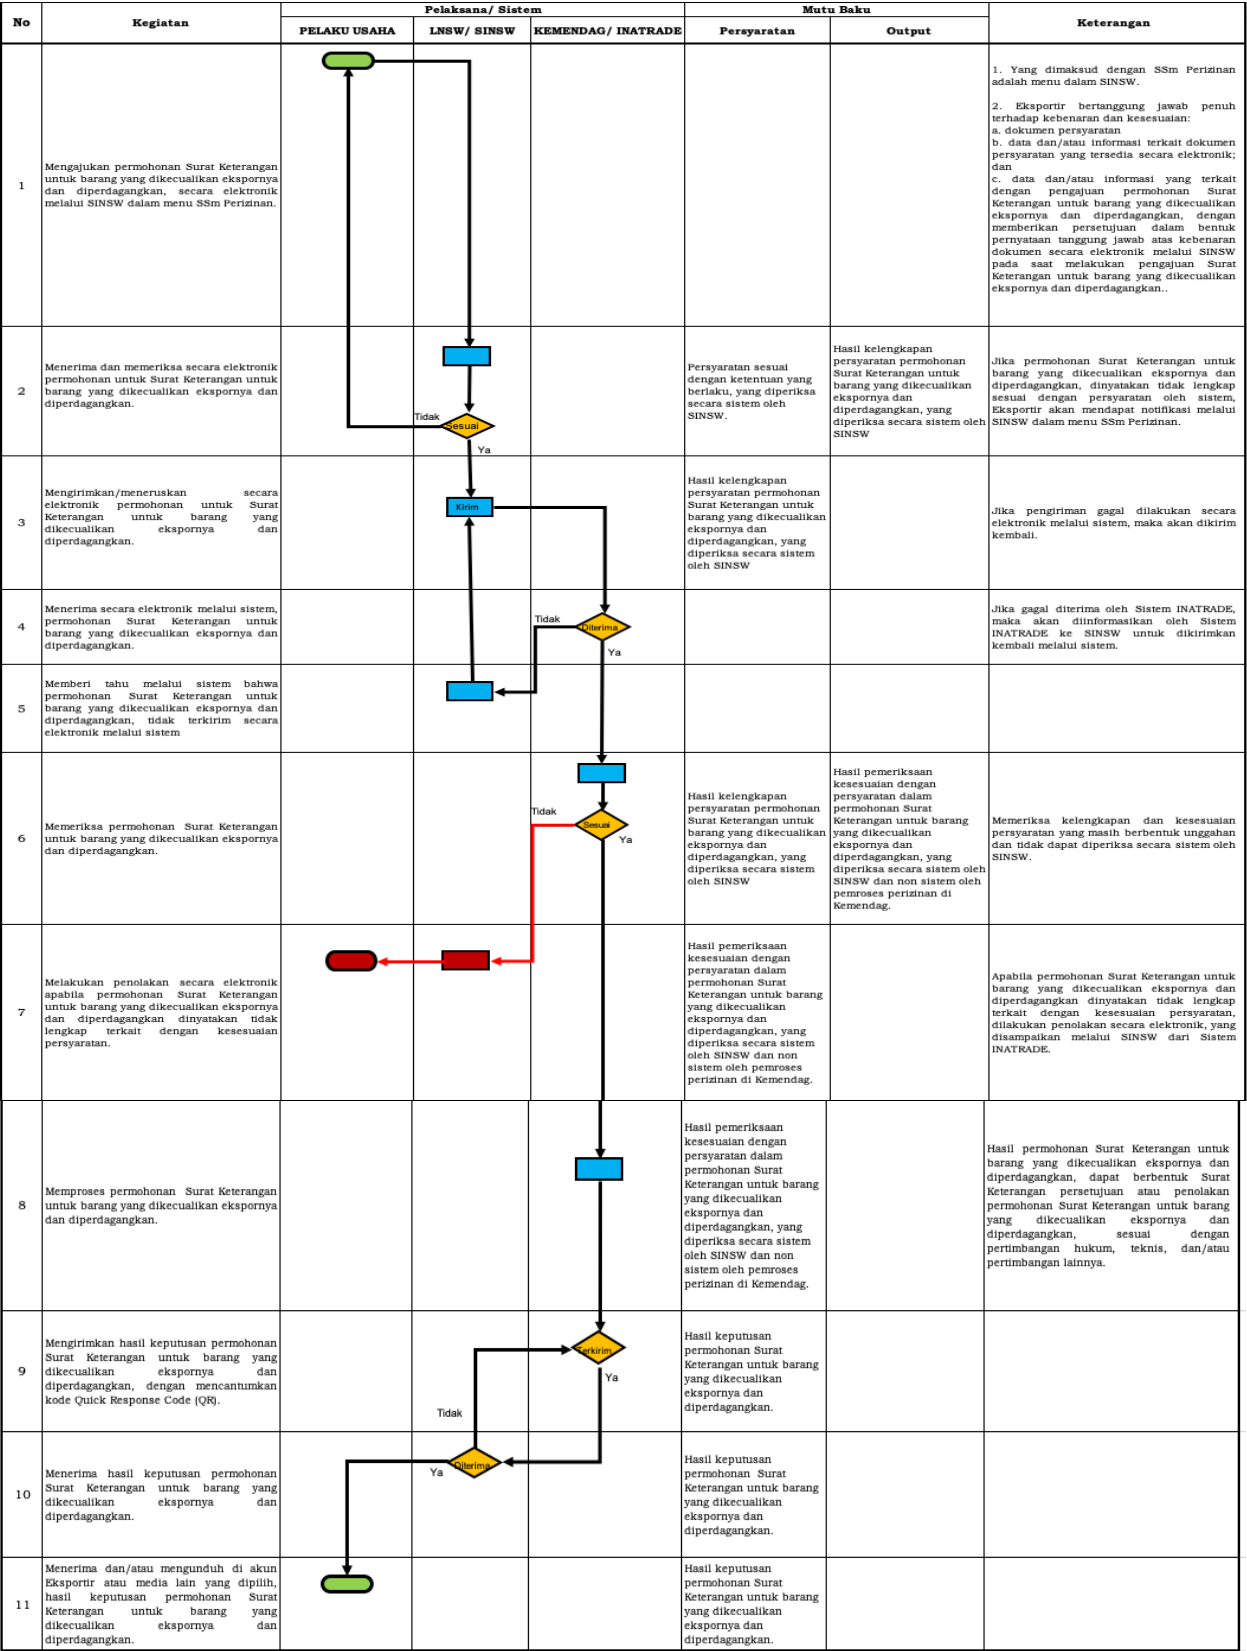 No
Kegiatan
Pelaksana/ Sistem
Mutu Baku
Keterangan
PELAKU USAHA
LNSW/ SINSW
KEMENDAG/ INATRADE
Persyaratan
Output
1
Mengajukan permohonan Surat Keterangan
untuk barang yang dikecualikan ekspornya
dan diperdagangkan, secara elektronik
melalui SINSW dalam menu SSm Perizinan.
1. Yang dimaksud dengan SSm Perizinan
adalah menu dalam SINSW.
2. Eksportir bertanggung jawab penuh
terhadap kebenaran dan kesesuaian:
a. dokumen persyaratan
b. data dan/atau informasi terkait dokumen
persyaratan yang tersedia secara elektronik;
dan
c. data dan/atau informasi yang terkait
dengan pengajuan permohonan Surat
Keterangan untuk barang yang dikecualikan
ekspornya dan diperdagangkan, dengan
memberikan persetujuan dalam bentuk
pernyataan tanggung jawab atas kebenaran
dokumen secara elektronik melalui SINSW
pada saat melakukan pengajuan Surat
Keterangan untuk barang yang dikecualikan
ekspornya dan diperdagangkan..
2
Menerima dan memeriksa secara elektronik
permohonan untuk Surat Keterangan untuk
barang yang dikecualikan ekspornya dan
diperdagangkan.
Tidak
Sesuai
Ya
Persyaratan sesuai
dengan ketentuan yang
berlaku, yang diperiksa
secara sistem oleh
SINSW.
Hasil kelengkapan
persyaratan permohonan
Surat Keterangan untuk
barang yang dikecualikan
ekspornya dan
diperdagangkan, yang
diperiksa secara sistem oleh
SINSW
Jika permohonan Surat Keterangan untuk
barang yang dikecualikan ekspornya dan
diperdagangkan, dinyatakan tidak lengkap
sesuai dengan persyaratan oleh sistem,
Eksportir akan mendapat notifikasi melalui
SINSW dalam menu SSm Perizinan.
3
Mengirimkan/meneruskan secara
elektronik permohonan untuk Surat
Keterangan untuk barang yang
dikecualikan ekspornya dan
diperdagangkan.
Kirim
Hasil kelengkapan
persyaratan permohonan
Surat Keterangan untuk
barang yang dikecualikan
ekspornya dan
diperdagangkan, yang
diperiksa secara sistem
oleh SINSW
Jika pengiriman gagal dilakukan secara
elektronik melalui sistem, maka akan dikirim
kembali.
4
Menerima secara elektronik melalui sistem,
permohonan Surat Keterangan untuk
barang yang dikecualikan ekspornya dan
diperdagangkan.
Tidak
Diterima
Ya
Jika gagal diterima oleh Sistem INATRADE,
maka akan diinformasikan oleh Sistem
INATRADE ke SINSW untuk dikirimkan
kembali melalui sistem.
5
Memberi tahu melalui sistem bahwa
permohonan Surat Keterangan untuk
barang yang dikecualikan ekspornya dan
diperdagangkan, tidak terkirim secara
elektronik melalui sistem
6
Memeriksa permohonan Surat Keterangan
untuk barang yang dikecualikan ekspornya
dan diperdagangkan.
Tidak
Sesuai
Ya
Hasil kelengkapan
persyaratan permohonan
Surat Keterangan untuk
barang yang dikecualikan
ekspornya dan
diperdagangkan, yang
diperiksa secara sistem
oleh SINSW
Hasil pemeriksaan
kesesuaian dengan
persyaratan dalam
permohonan Surat
Keterangan untuk barang
yang dikecualikan
ekspornya dan
diperdagangkan, yang
diperiksa secara sistem oleh
SINSW dan non sistem oleh
pemroses perizinan di
Kemendag.
Memeriksa kelengkapan dan kesesuaian
persyaratan yang masih berbentuk unggahan
dan tidak dapat diperiksa secara sistem oleh
SINSW.
7
Melakukan penolakan secara elektronik
apabila permohonan Surat Keterangan
untuk barang yang dikecualikan ekspornya
dan diperdagangkan dinyatakan tidak
lengkap terkait dengan kesesuaian
persyaratan.
Hasil pemeriksaan
kesesuaian dengan
persyaratan dalam
permohonan Surat
Keterangan untuk barang
yang dikecualikan
ekspornya dan
diperdagangkan, yang
diperiksa secara sistem
oleh SINSW dan non
sistem oleh pemroses
perizinan di Kemendag.
Apabila permohonan Surat Keterangan untuk
barang yang dikecualikan ekspornya dan
diperdagangkan dinyatakan tidak lengkap
terkait dengan kesesuaian persyaratan,
dilakukan penolakan secara elektronik, yang
disampaikan melalui SINSW dari Sistem
INATRADE.
8
Memproses permohonan Surat Keterangan
untuk barang yang dikecualikan ekspornya
dan diperdagangkan.
Hasil pemeriksaan
kesesuaian dengan
persyaratan dalam
permohonan Surat
Keterangan untuk barang
yang dikecualikan
ekspornya dan
diperdagangkan, yang
diperiksa secara sistem
oleh SINSW dan non
sistem oleh pemroses
perizinan di Kemendag.
Hasil permohonan Surat Keterangan untuk
barang yang dikecualikan ekspornya dan
diperdagangkan, dapat berbentuk Surat
Keterangan persetujuan atau penolakan
permohonan Surat Keterangan untuk barang
yang dikecualikan ekspornya dan
diperdagangkan, sesuai dengan
pertimbangan hukum, teknis, dan/atau
pertimbangan lainnya.
9
Mengirimkan hasil keputusan permohonan
Surat Keterangan untuk barang yang
dikecualikan ekspornya dan
diperdagangkan, dengan mencantumkan
kode Quick Response Code (QR).
Terkirim
Ya
Tidak
Hasil keputusan
permohonan Surat
Keterangan untuk barang
yang dikecualikan
ekspornya dan
diperdagangkan.
10
Menerima hasil keputusan permohonan
Surat Keterangan untuk barang yang
dikecualikan ekspornya dan
diperdagangkan.
Ya
Diterima
Hasil keputusan
permohonan Surat
Keterangan untuk barang
yang dikecualikan
ekspornya dan
diperdagangkan.
11
Menerima dan/atau mengunduh di akun
Eksportir atau media lain yang dipilih,
hasil keputusan permohonan Surat
Keterangan untuk barang yang
dikecualikan ekspornya dan
diperdagangkan.
Hasil keputusan
permohonan Surat
Keterangan untuk barang
yang dikecualikan
ekspornya dan
diperdagangkan.